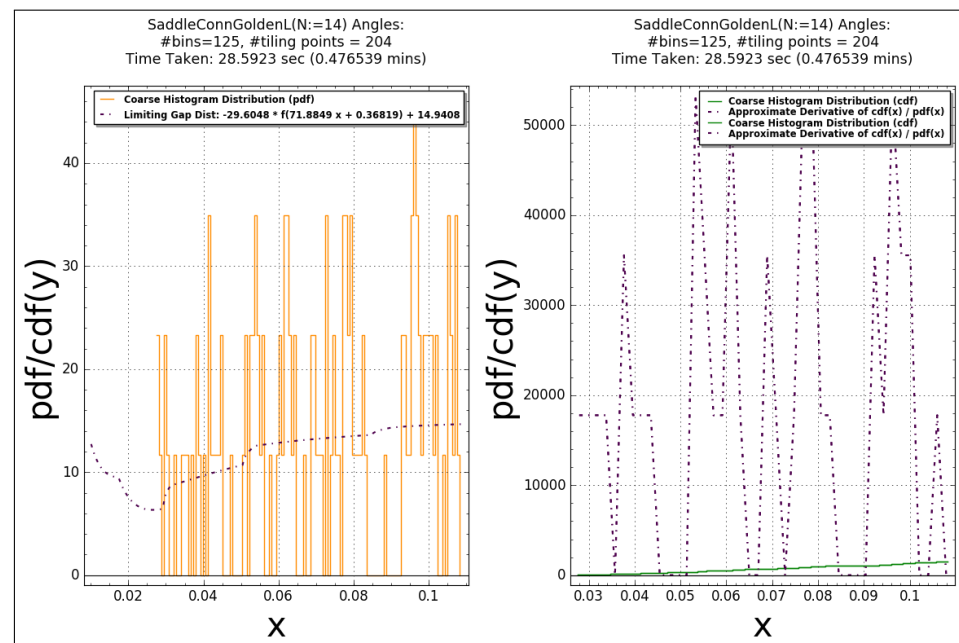 SaddleConnGoldenL(N:=14) Angles:
#bins=125, #tiling points = 204
Time Taken: 28.5923 sec (0.476539 mins)
Coarse Histogram Distribution (pdf)
Limiting Gap Dist: -29.6048 * f(71.8849 x + 0.36819) + 14.9408
pdf/cdf(y)
40
30
20
10
0
0.02
0.04
0.06
0.08
0.1
x
SaddleConnGoldenL(N:=14) Angles:
#bins=125, #tiling points = 204
Time Taken: 28.5923 sec (0.476539 mins)
Coarse Histogram Distribution (cdf)
Approximate Derivative of cdf(x) / pdf(x)
Coarse Histogram Distribution (cdf)
Approximate Derivative of cdf(x) / pdf(x)
pdf/cdf(y)
50000
40000
30000
20000
10000
0
0.03
0.04
0.05
0.06
0.07
0.08
0.09
0.1
x